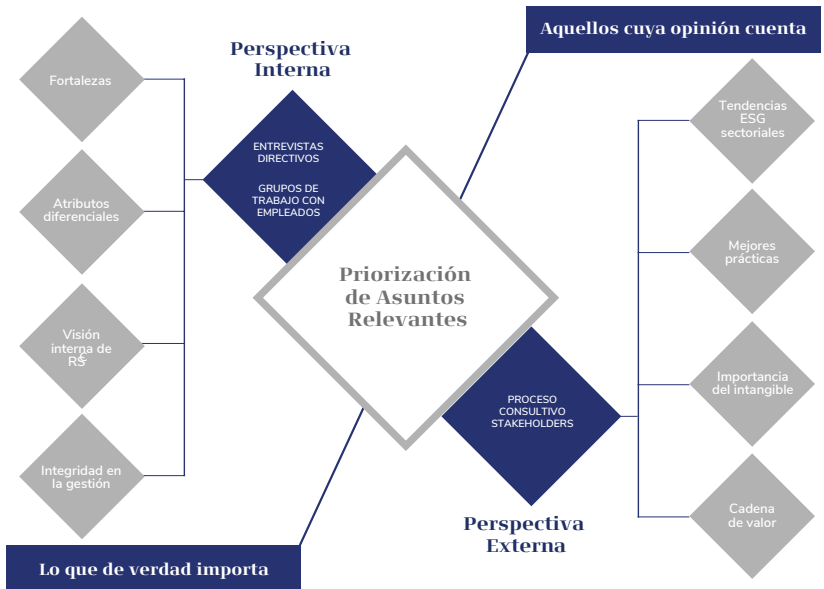 Aquellos cuya opinión cuenta
Perspectiva
Interna
Fortalezas
Atributos
diferenciales
Visión
interna de
RS
Integridad en
la gestión
ENTREVISTAS
DIRECTIVOS
GRUPOS DE
TRABAJO CON
EMPLEADOS
Priorización
de Asuntos
Relevantes
PROCESO
CONSULTIVO
STAKEHOLDERS
Perspectiva
Externa
Tendencias
ESG
sectoriales
Mejores
prácticas
Importancia
del intangible
Cadena
de valor
Lo que de verdad importa